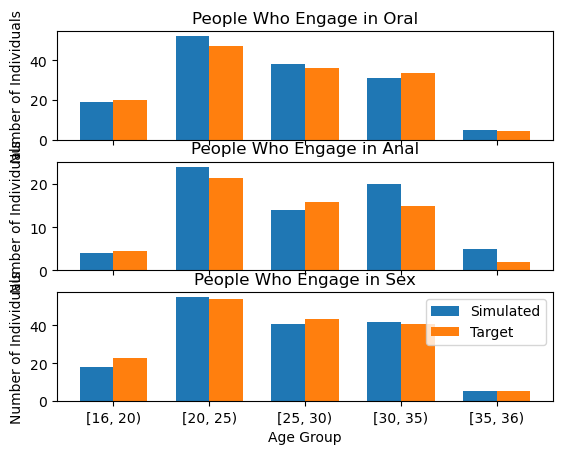 People Who Engage in Oral
Number of Individuals
40
20
0
People Who Engage in Anal
Number of Individuals
20
10
0
People Who Engage in Sex
Number of Individuals
40
20
0
Simulated
Target
[16, 20)
[20, 25)
[25, 30)
[30, 35)
[35, 36)
Age Group